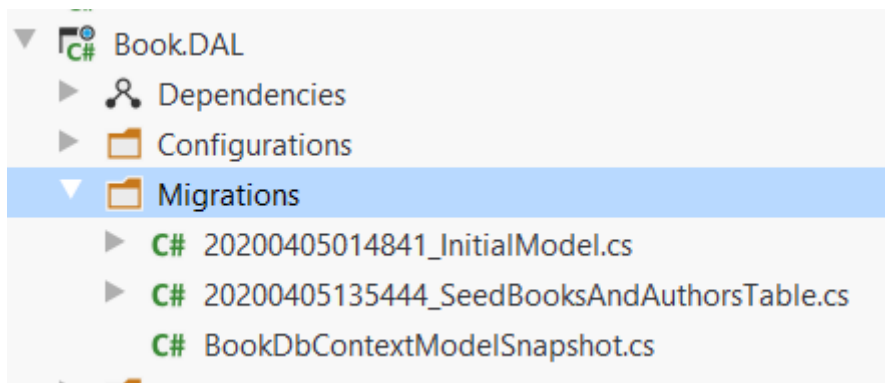 C# Book.DAL
Dependencies
Configurations
Migrations
C# 20200405014841_InitialModel.cs
C# 20200405135444_SeedBooksAndAuthorsTable.cs
C# BookDbContextModelSnapshot.cs